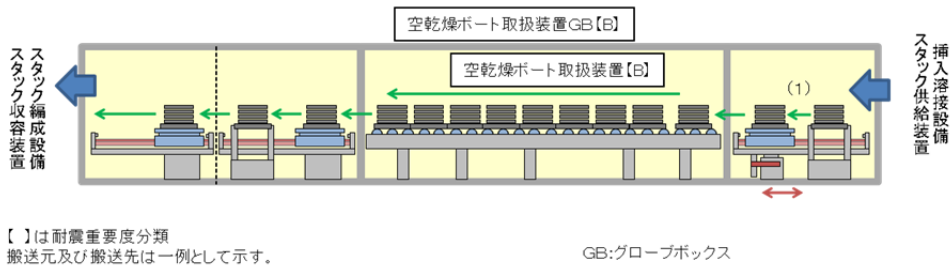 空乾燥ボート取扱装置GB【B】
空乾燥ボート取扱装置【B】
(1)
挿入溶接設備
スタック供給装置
スタック編成設備
スタック収容装置
【 】は耐震重要度分類
搬送元及び搬送先は一例として示す。
GB:グローブボックス